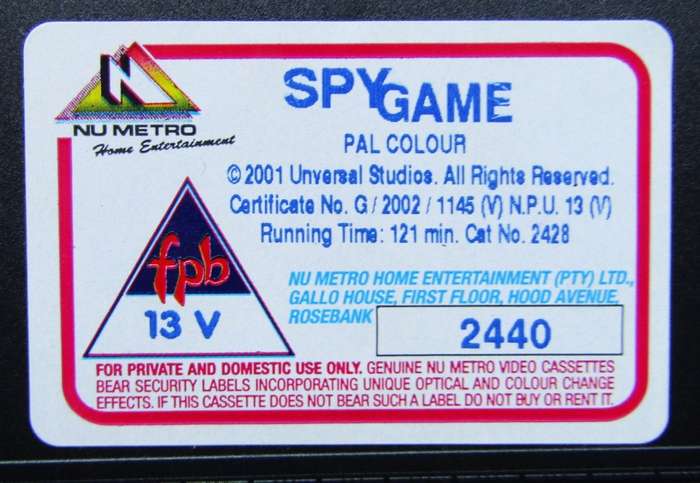 NU METRO
Home Entertainment
SPYGAME
PAL COLOUR
© 2001 Unversal Studios. All Rights Reserved.
Certificate No. G / 2002 / 1145 (V) N.P.U. 13 (V)
Running Time: 121 min. Cat No. 2428
fpb
13 V
NU METRO HOME ENTERTAINMENT (PTY) LTD.,
GALLO HOUSE, FIRST FLOOR, HOOD AVENUE,
ROSEBANK
2440
FOR PRIVATE AND DOMESTIC USE ONLY. GENUINE NU METRO VIDEO CASSETTES
BEAR SECURITY LABELS INCORPORATING UNIQUE OPTICAL AND COLOUR CHANGE
EFFECTS. IF THIS CASSETTE DOES NOT BEAR SUCH A LABEL DO NOT BUY OR RENT IT.